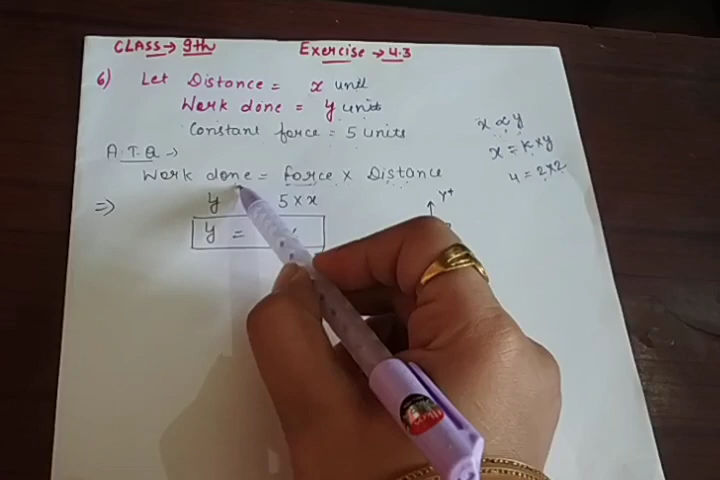 CLASS → 9th Exercise → 4.3
6) Let Distance = x unit
Work done = y units
Constant force = 5 units
x ∝ y
x = k×y
4 = 2×2
A.T.Q →
Work done = force × Distance
⇒ y 5 × x
y =
y+